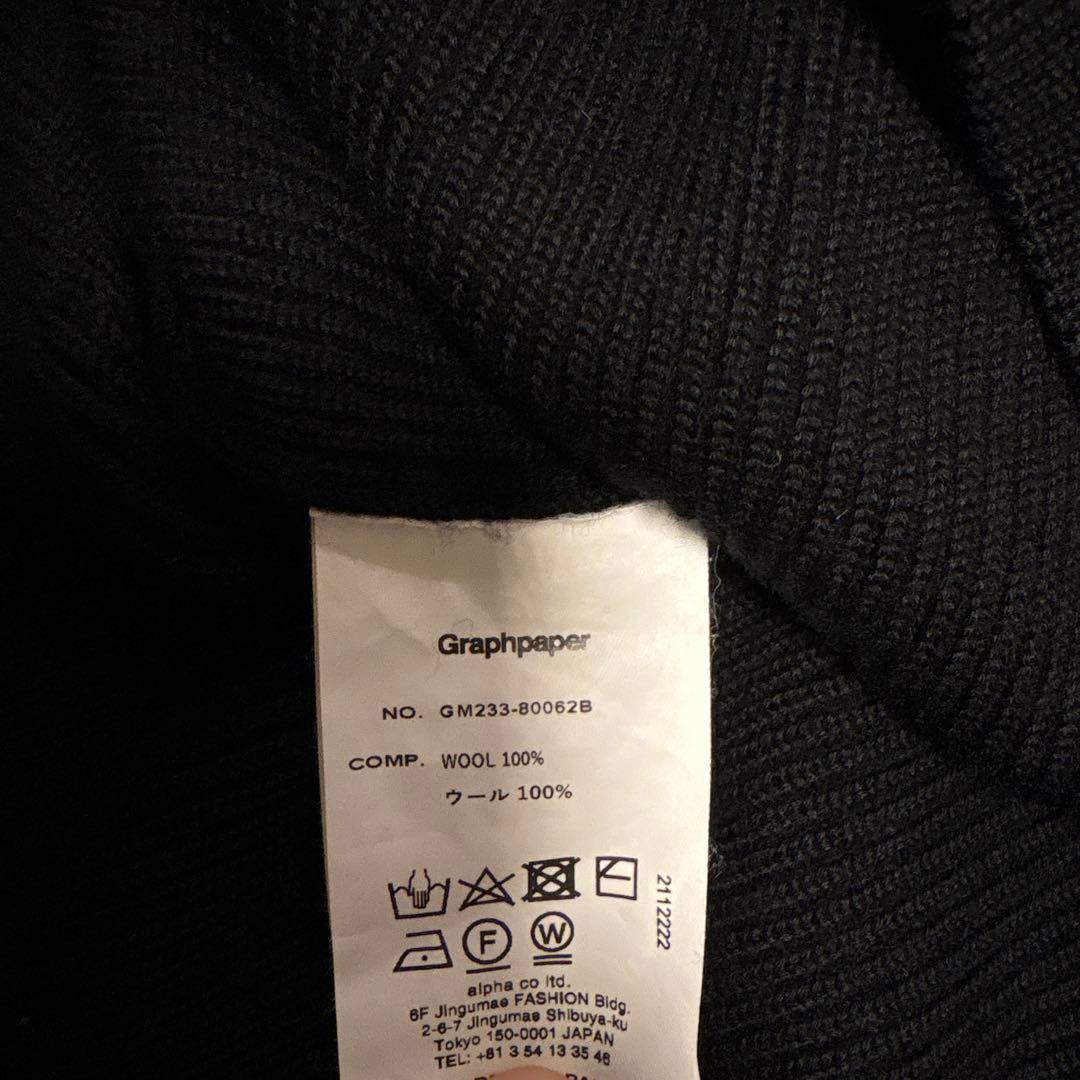 Graphpaper
NO. GM233-80062B
COMP. WOOL 100%
ウール 100%
2112222
F W
alpha co ltd.
6F Jingumae FASHION Bldg.
2-6-7 Jingumae Shibuya-ku
Tokyo 150-0001 JAPAN
TEL: +81 3 54 13 35 46